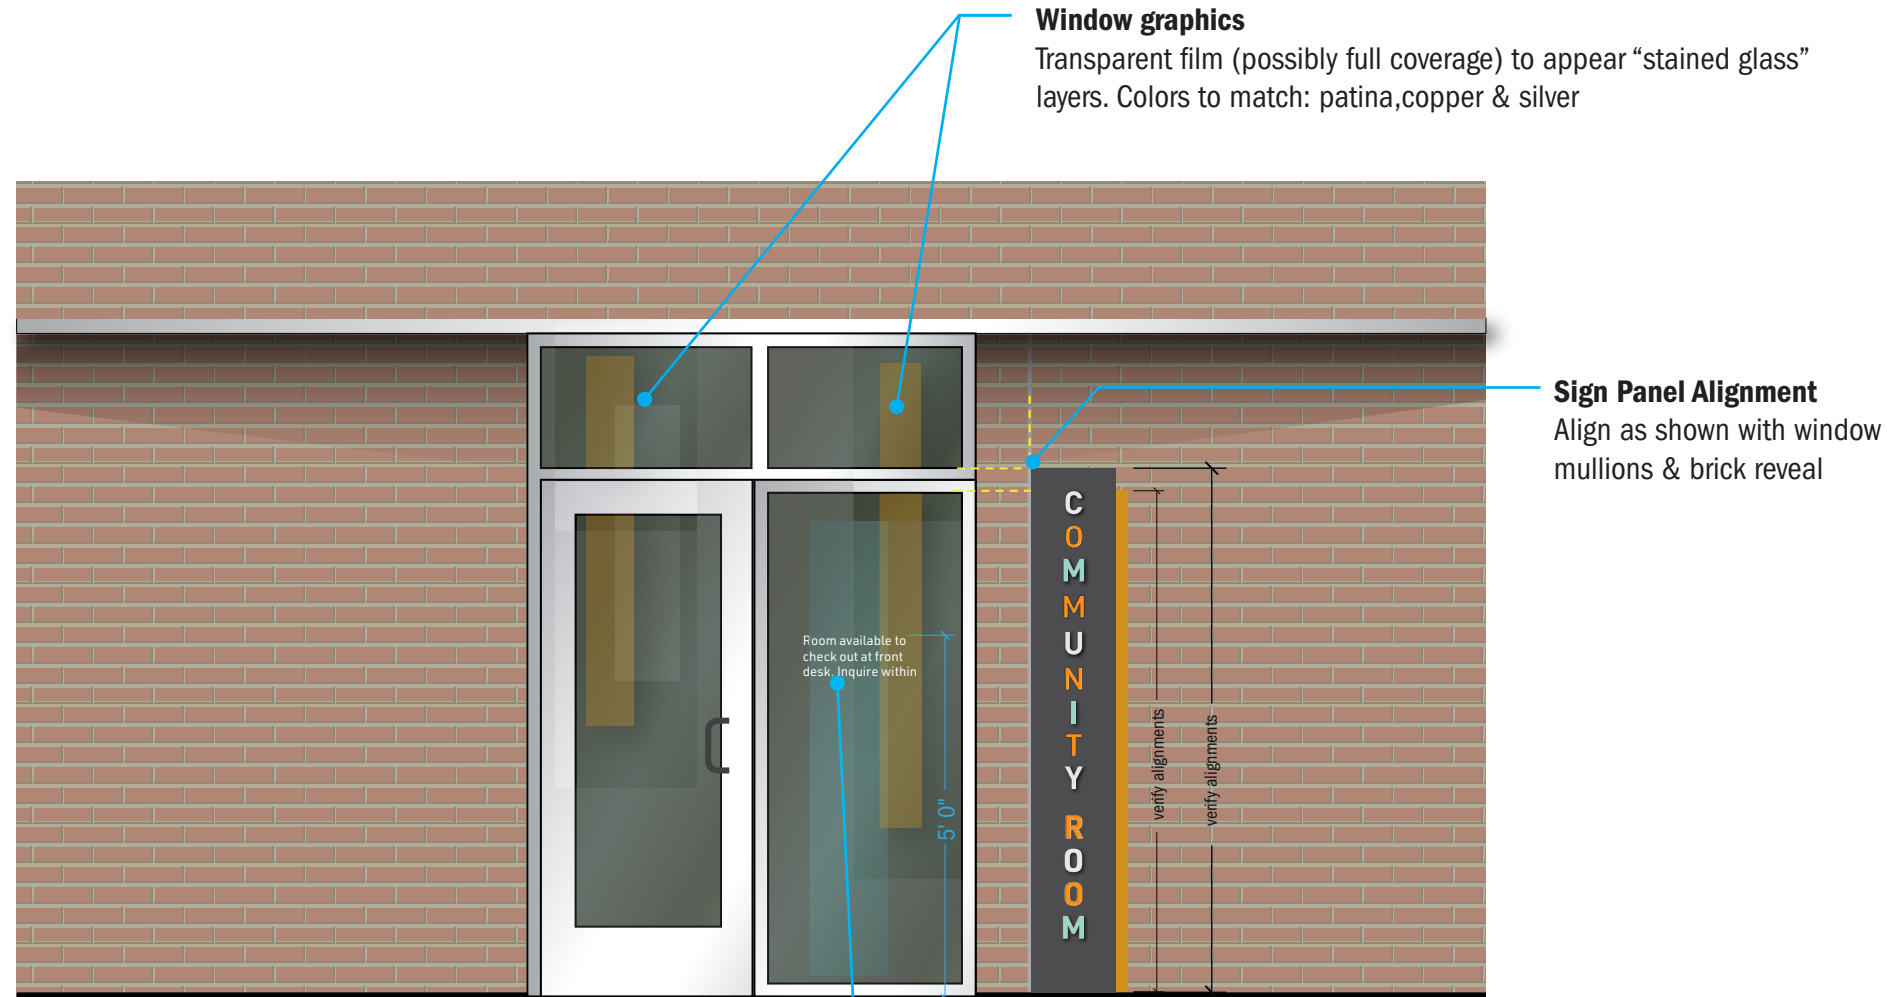 Window graphics
Transparent film (possibly full coverage) to appear “stained glass”
layers. Colors to match: patina,copper & silver
Sign Panel Alignment
Align as shown with window
mullions & brick reveal
Room available to
check out at front
desk. Inquire within
5' 0"
COMMUNITY ROOM
verify alignments
verify alignments